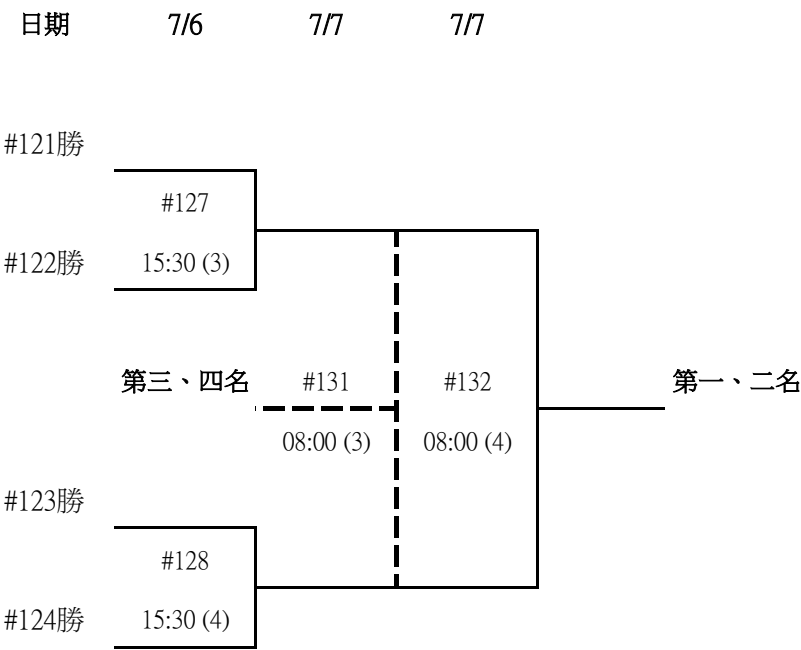 日期 7/6 7/7 7/7
#121勝
#127
#122勝 15:30 (3)
第三、四名 #131 #132 第一、二名
08:00 (3) 08:00 (4)
#123勝
#128
#124勝 15:30 (4)